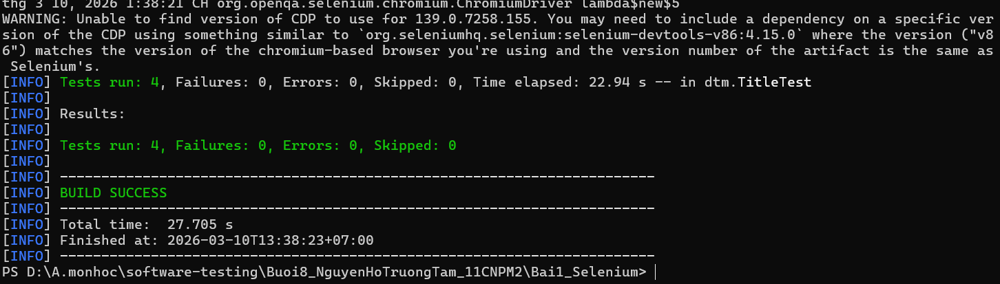 thg 3 10, 2026 1:38:21 CH org.openqa.selenium.chromium.ChromiumDriver lambda$new$5
WARNING: Unable to find version of CDP to use for 139.0.7258.155. You may need to include a dependency on a specific ver
sion of the CDP using something similar to `org.seleniumhq.selenium:selenium-devtools-v86:4.15.0` where the version ("v8
6") matches the version of the chromium-based browser you're using and the version number of the artifact is the same as
 Selenium's.
[INFO] Tests run: 4, Failures: 0, Errors: 0, Skipped: 0, Time elapsed: 22.94 s -- in dtm.TitleTest
[INFO]
[INFO] Results:
[INFO]
[INFO] Tests run: 4, Failures: 0, Errors: 0, Skipped: 0
[INFO]
[INFO] ------------------------------------------------------------------------
[INFO] BUILD SUCCESS
[INFO] ------------------------------------------------------------------------
[INFO] Total time:  27.705 s
[INFO] Finished at: 2026-03-10T13:38:23+07:00
[INFO] ------------------------------------------------------------------------
PS D:\A.monhoc\software-testing\Buoi8_NguyenHoTruongTam_11CNPM2\Bai1_Selenium>